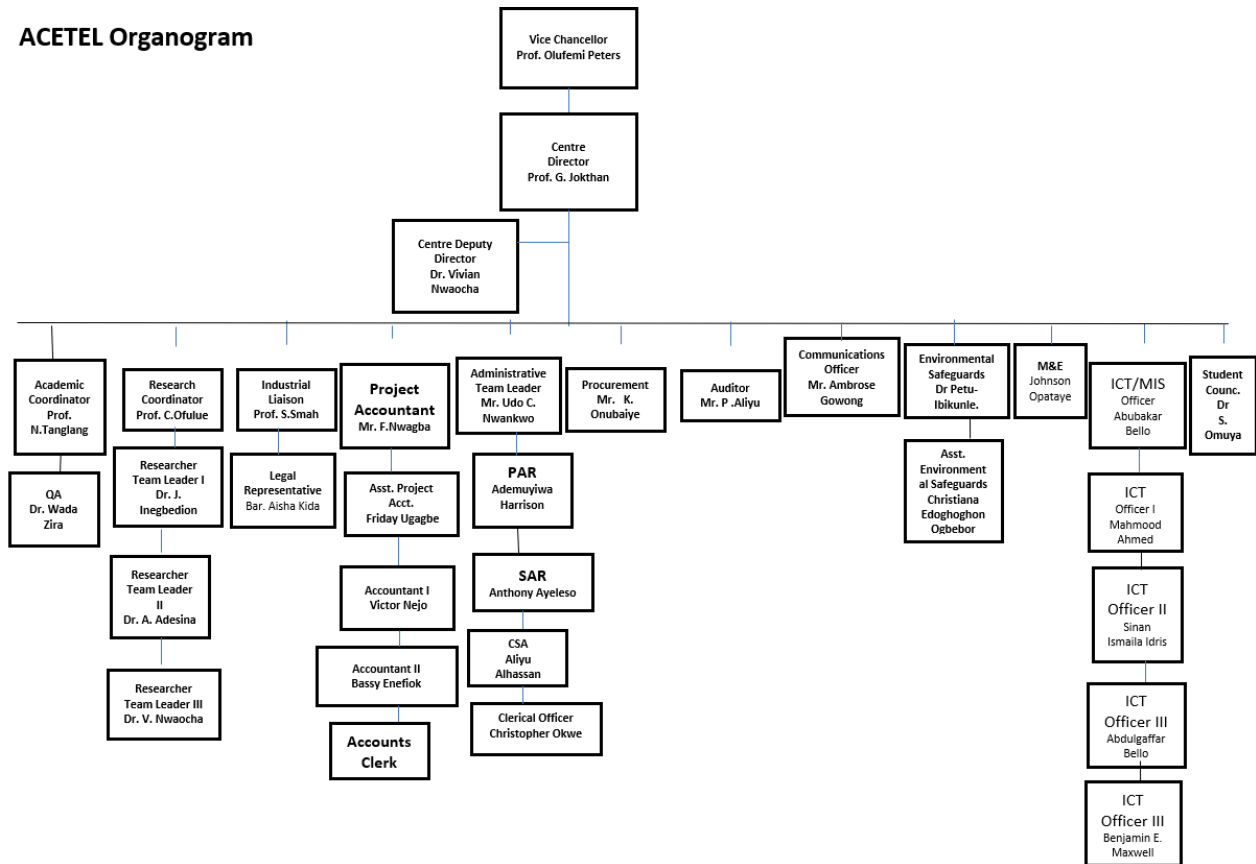 ACETEL Organogram
Vice Chancellor
Prof. Olufemi Peters
Centre
Director
Prof. G. Jokthan
Centre Deputy
Director
Dr. Vivian
Nwaocha
Academic
Coordinator
Prof.
N.Tanglang
QA
Dr. Wada
Zira
Research
Coordinator
Prof. C.Ofulue
Researcher
Team Leader I
Dr. J.
Inegbedion
Researcher
Team Leader
II
Dr. A. Adesina
Researcher
Team Leader III
Dr. V. Nwaocha
Industrial
Liaison
Prof. S.Smah
Legal
Representative
Bar. Aisha Kida
Project
Accountant
Mr. F.Nwagba
Asst. Project
Acct.
Friday Ugagbe
Accountant I
Victor Nejo
Accountant II
Bassy Enefiok
Accounts
Clerk
Administrative
Team Leader
Mr. Udo C.
Nwankwo
PAR
Ademuyiwa
Harrison
SAR
Anthony Ayeleso
CSA
Aliyu
Alhassan
Clerical Officer
Christopher Okwe
Procurement
Mr. K.
Onubaiye
Auditor
Mr. P .Aliyu
Communications
Officer
Mr. Ambrose
Gowong
Environmental
Safeguards
Dr Petu-
Ibikunle.
Asst.
Environment
al Safeguards
Christiana
Edoghoghon
Ogbebor
M&E
Johnson
Opataye
ICT/MIS
Officer
Abubakar
Bello
ICT
Officer I
Mahmood
Ahmed
ICT
Officer II
Sinan
Ismaila Idris
ICT
Officer III
Abdulgaffar
Bello
ICT
Officer III
Benjamin E.
Maxwell
Student
Counc.
Dr
S.
Omuya